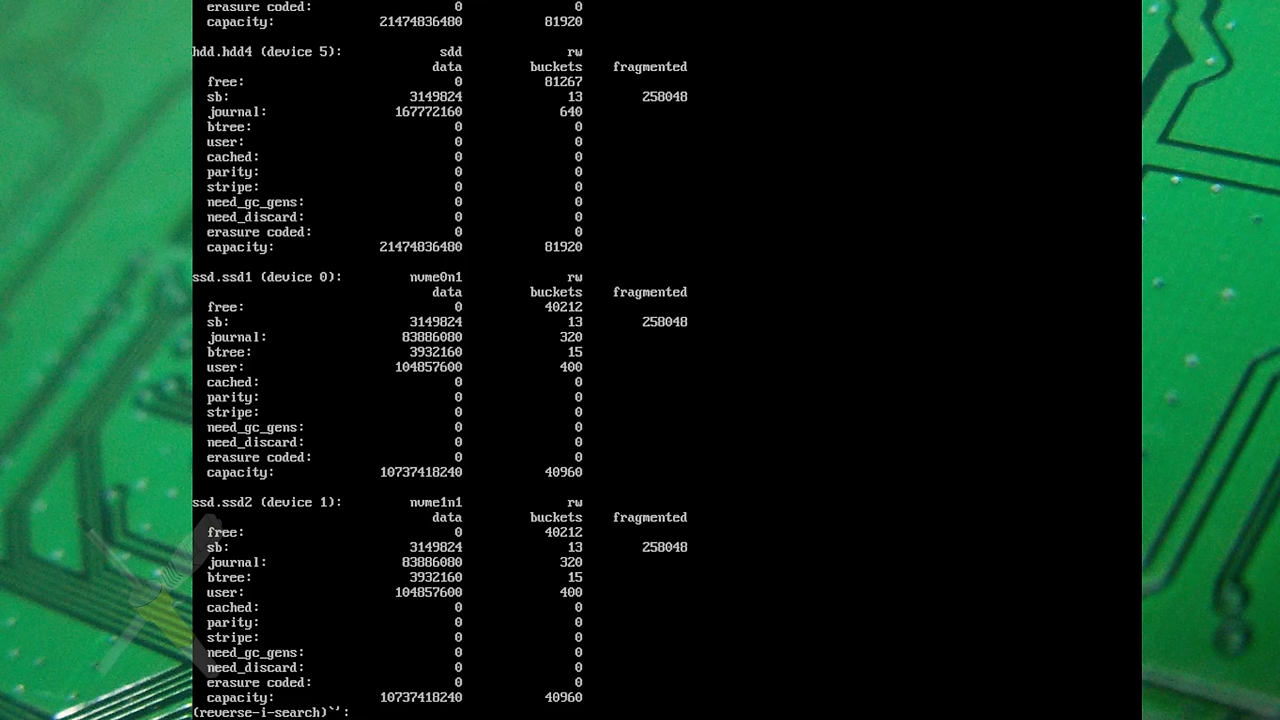 erasure coded: 0 0
capacity: 21474836480 81920
hdd.hdd4 (device 5): sdd rw
data buckets fragmented
free: 0 81267
sb: 3149824 13 258048
journal: 167772160 640
btree: 0 0
user: 0 0
cached: 0 0
parity: 0 0
stripe: 0 0
need_gc_gens: 0 0
need_discard: 0 0
erasure coded: 0 0
capacity: 21474836480 81920
ssd.ssd1 (device 0): nvme0n1 rw
data buckets fragmented
free: 0 40212
sb: 3149824 13 258048
journal: 83886080 320
btree: 3932160 15
user: 104857600 400
cached: 0 0
parity: 0 0
stripe: 0 0
need_gc_gens: 0 0
need_discard: 0 0
erasure coded: 0 0
capacity: 10737418240 40960
ssd.ssd2 (device 1): nvme1n1 rw
data buckets fragmented
free: 0 40212
sb: 3149824 13 258048
journal: 83886080 320
btree: 3932160 15
user: 104857600 400
cached: 0 0
parity: 0 0
stripe: 0 0
need_gc_gens: 0 0
need_discard: 0 0
erasure coded: 0 0
capacity: 10737418240 40960
(reverse-i-search)`':